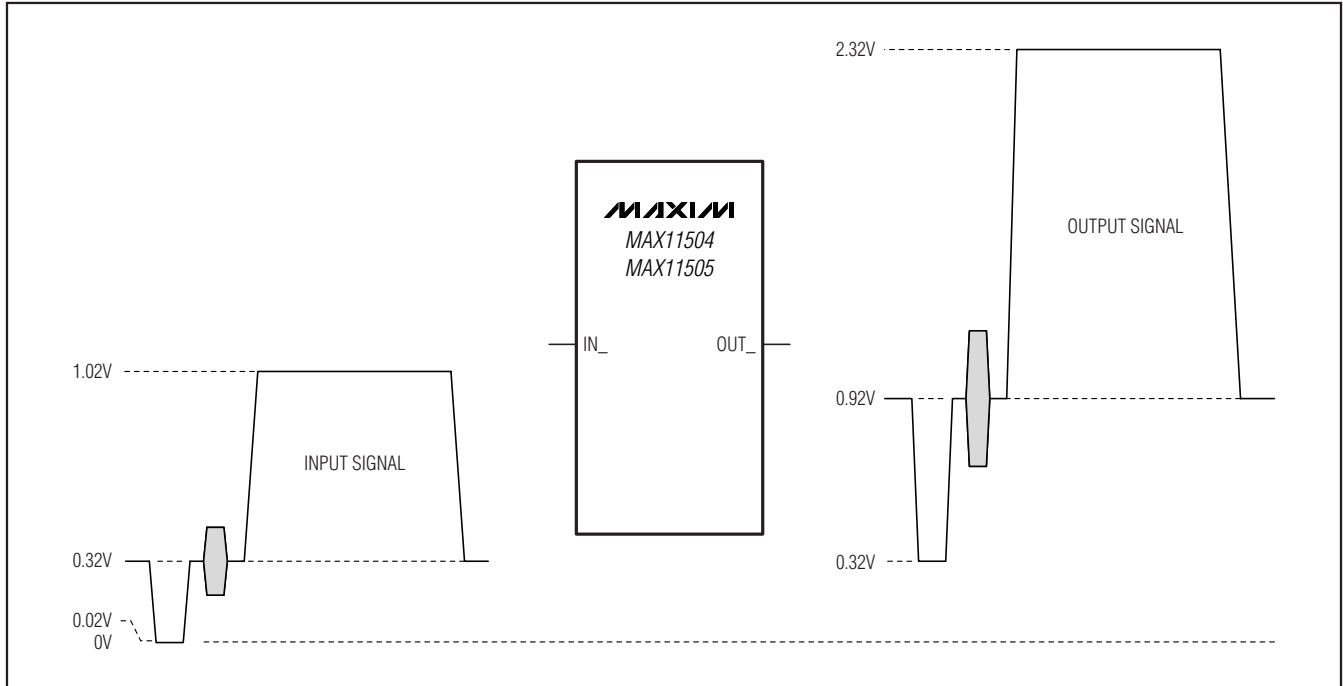 2.32V
MAXIM
MAX11504
MAX11505
OUTPUT SIGNAL
IN_
OUT_
1.02V
0.92V
INPUT SIGNAL
0.32V
0.32V
0.02V
0V